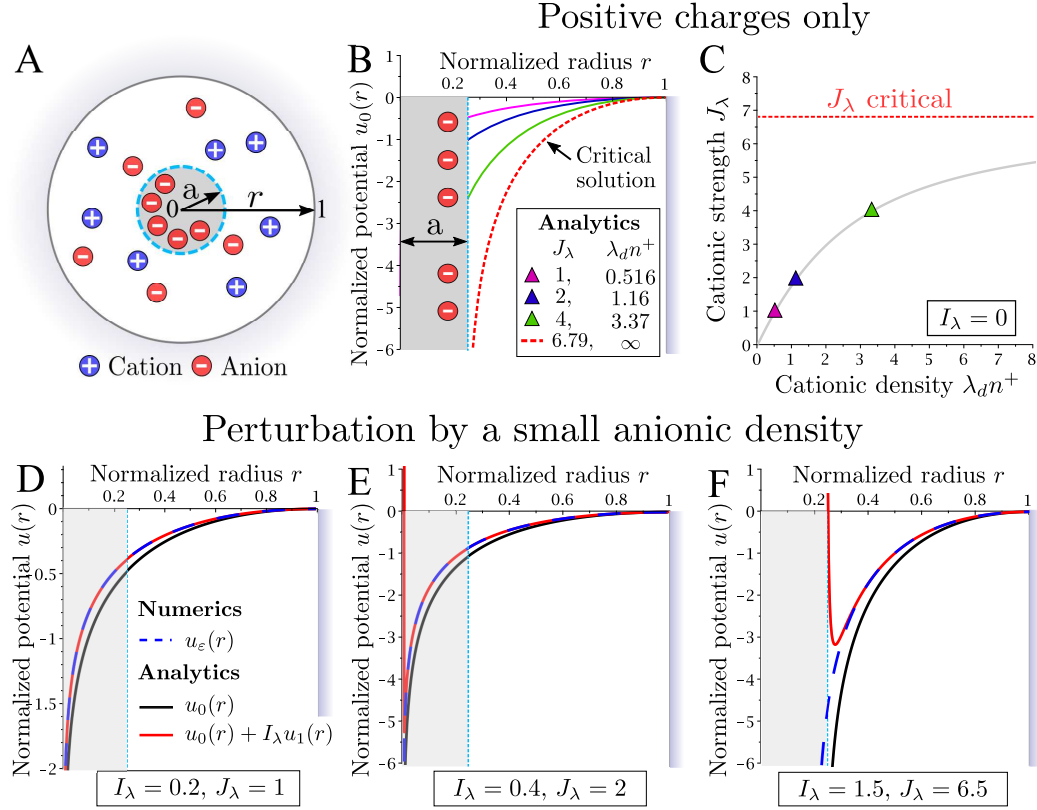 Positive charges only
A
a
0
r
1
+ Cation - Anion
B
Normalized radius r
0.2 0.4 0.6 0.8 1
Normalized potential u₀(r)
0
-1
-2
-3
-4
-5
-6
a
Critical
solution
Analytics
J_λ λ_d n⁺
1, 0.516
2, 1.16
4, 3.37
6.79, ∞
C
Cationic strength J_λ
8
7
6
5
4
3
2
1
0
J_λ critical
I_λ = 0
0 1 2 3 4 5 6 7 8
Cationic density λ_d n⁺
Perturbation by a small anionic density
D
Normalized radius r
0.2 0.4 0.6 0.8 1
Normalized potential u(r)
0
0.5
-1
1.5
-2
Numerics
u_ε(r)
Analytics
u₀(r)
u₀(r) + I_λ u₁(r)
I_λ = 0.2, J_λ = 1
E
Normalized radius r
0.2 0.4 0.6 0.8 1
Normalized potential u(r)
1
0
-1
-2
-3
-4
-5
-6
I_λ = 0.4, J_λ = 2
F
Normalized radius r
0.2 0.4 0.6 0.8 1
Normalized potential u(r)
1
0
-1
-2
-3
-4
-5
-6
I_λ = 1.5, J_λ = 6.5